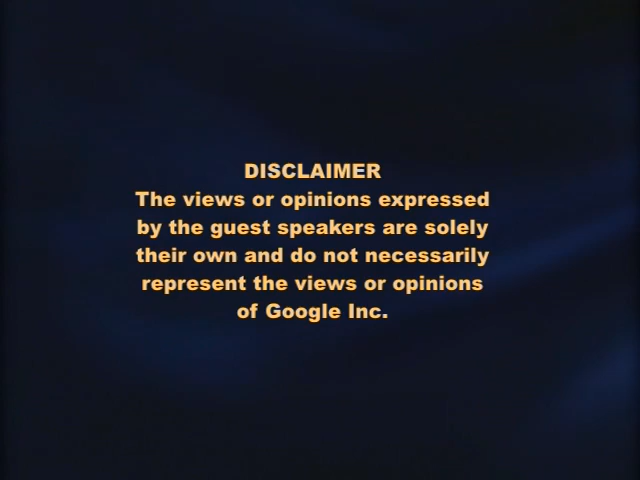 DISCLAIMER
The views or opinions expressed
by the guest speakers are solely
their own and do not necessarily
represent the views or opinions
of Google Inc.